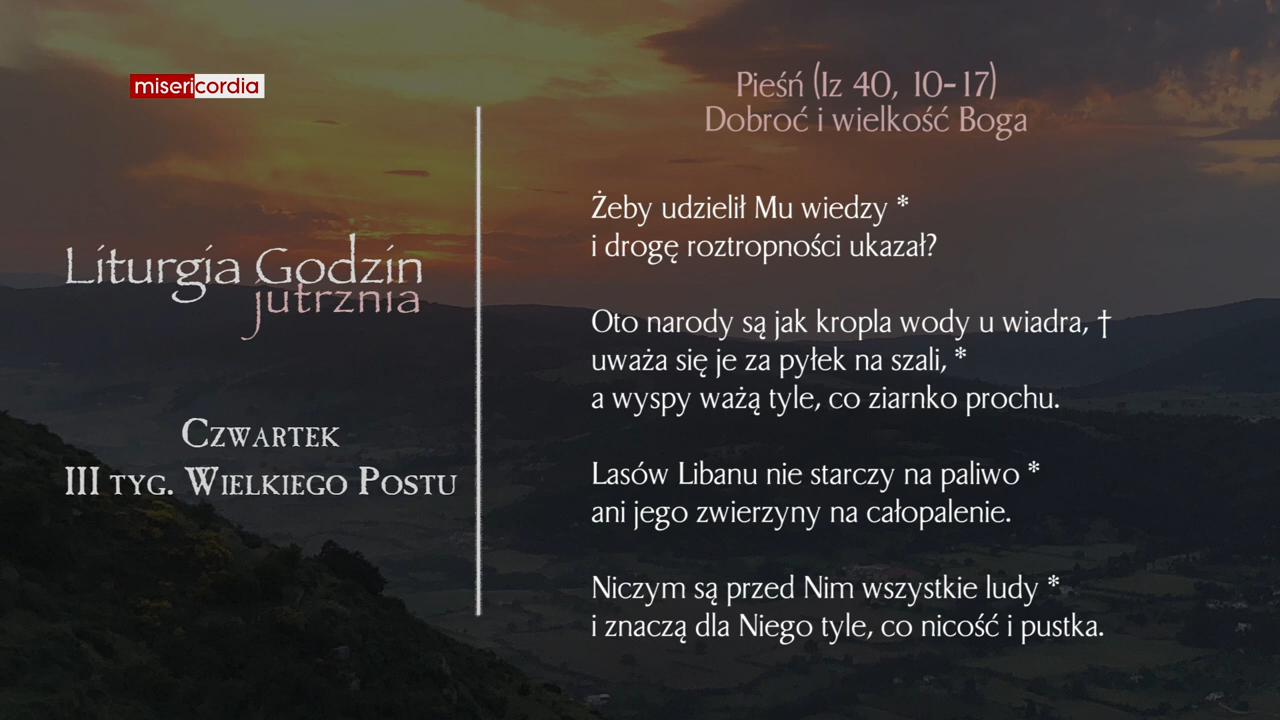 misericordia
Liturgia Godzin
jutrznia
Czwartek
III tyg. Wielkiego Postu
Pieśń (Iz 40, 10-17)
Dobroć i wielkość Boga
Żeby udzielił Mu wiedzy *
i drogę roztropności ukazał?
Oto narody są jak kropla wody u wiadra, †
uważa się je za pyłek na szali, *
a wyspy ważą tyle, co ziarnko prochu.
Lasów Libanu nie starczy na paliwo *
ani jego zwierzyny na całopalenie.
Niczym są przed Nim wszystkie ludy *
i znaczą dla Niego tyle, co nicość i pustka.